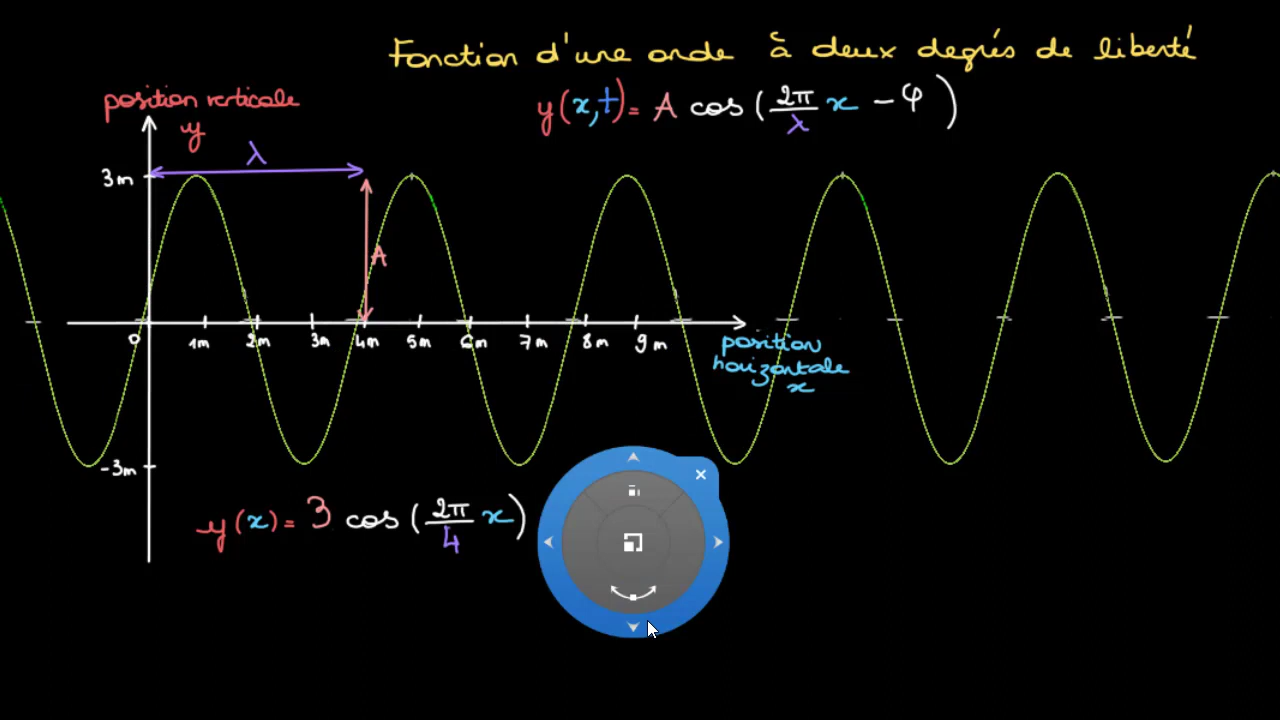 Fonction d'une onde à deux degrés de liberté
y(x,t) = A cos(2π/λ x - φ)
position verticale
y
λ
3m
A
0 1m 2m 3m 4m 5m 6m 7m 8m 9m
position
horizontale
x
-3m
y(x) = 3 cos(2π/4 x)